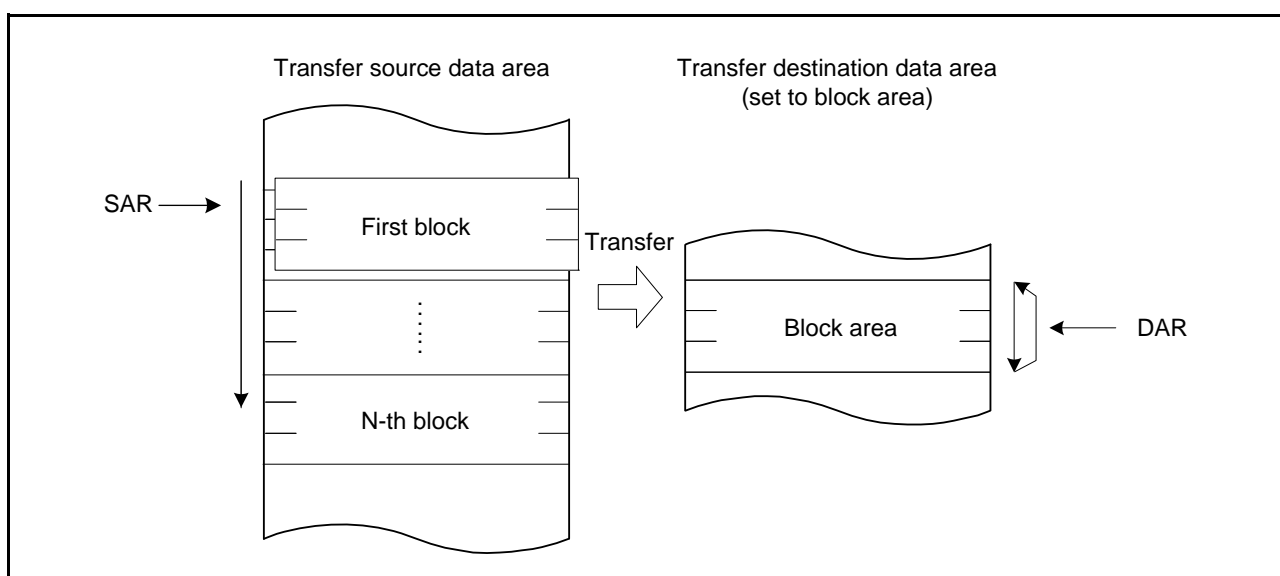 Transfer source data area
Transfer destination data area
(set to block area)
SAR
First block
Transfer
Block area
DAR
N-th block